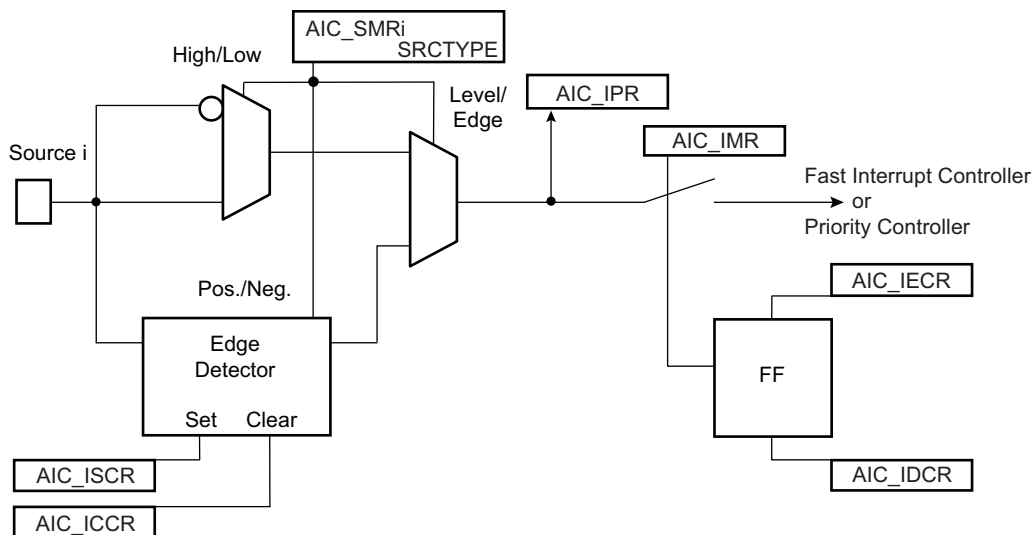 AIC_SMRi
SRCTYPE
High/Low
Level/
Edge
AIC_IPR
AIC_IMR
Source i
Fast Interrupt Controller
or
Priority Controller
Pos./Neg.
AIC_IECR
Edge
Detector
FF
Set Clear
AIC_ISCR
AIC_IDCR
AIC_ICCR